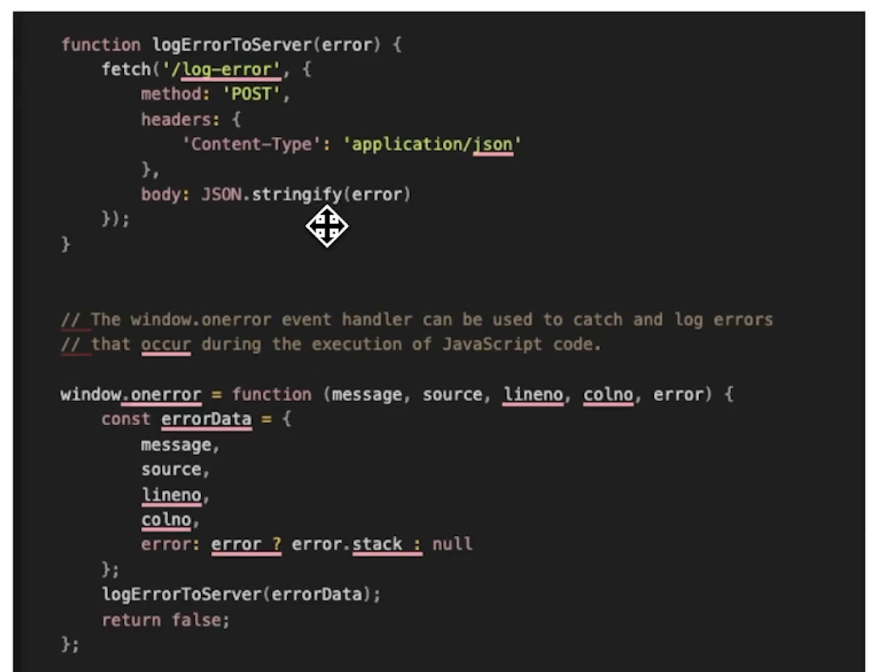 function logErrorToServer(error) {
    fetch('/log-error', {
        method: 'POST',
        headers: {
            'Content-Type': 'application/json'
        },
        body: JSON.stringify(error)
    });
}
// The window.onerror event handler can be used to catch and log errors
// that occur during the execution of JavaScript code.
window.onerror = function (message, source, lineno, colno, error) {
    const errorData = {
        message,
        source,
        lineno,
        colno,
        error: error ? error.stack : null
    };
    logErrorToServer(errorData);
    return false;
};